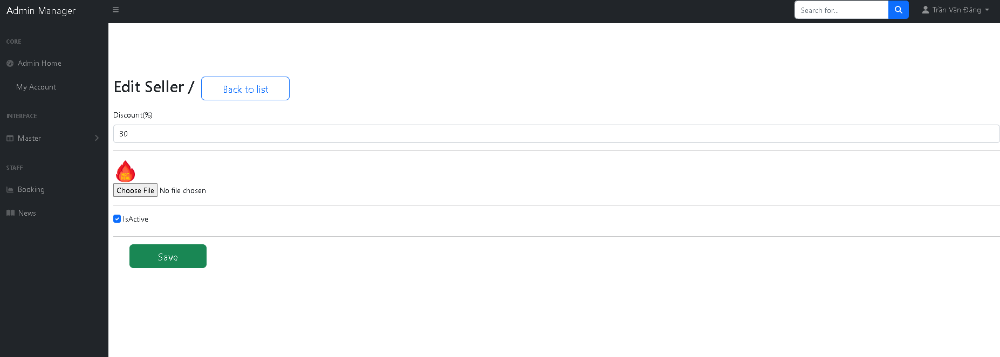 Admin Manager
Search for...
Trần Văn Đăng
CORE
Admin Home
My Account
INTERFACE
Master
STAFF
Booking
News
Edit Seller /
Back to list
Discount(%)
30
HOT
DEAL
Choose File No file chosen
IsActive
Save